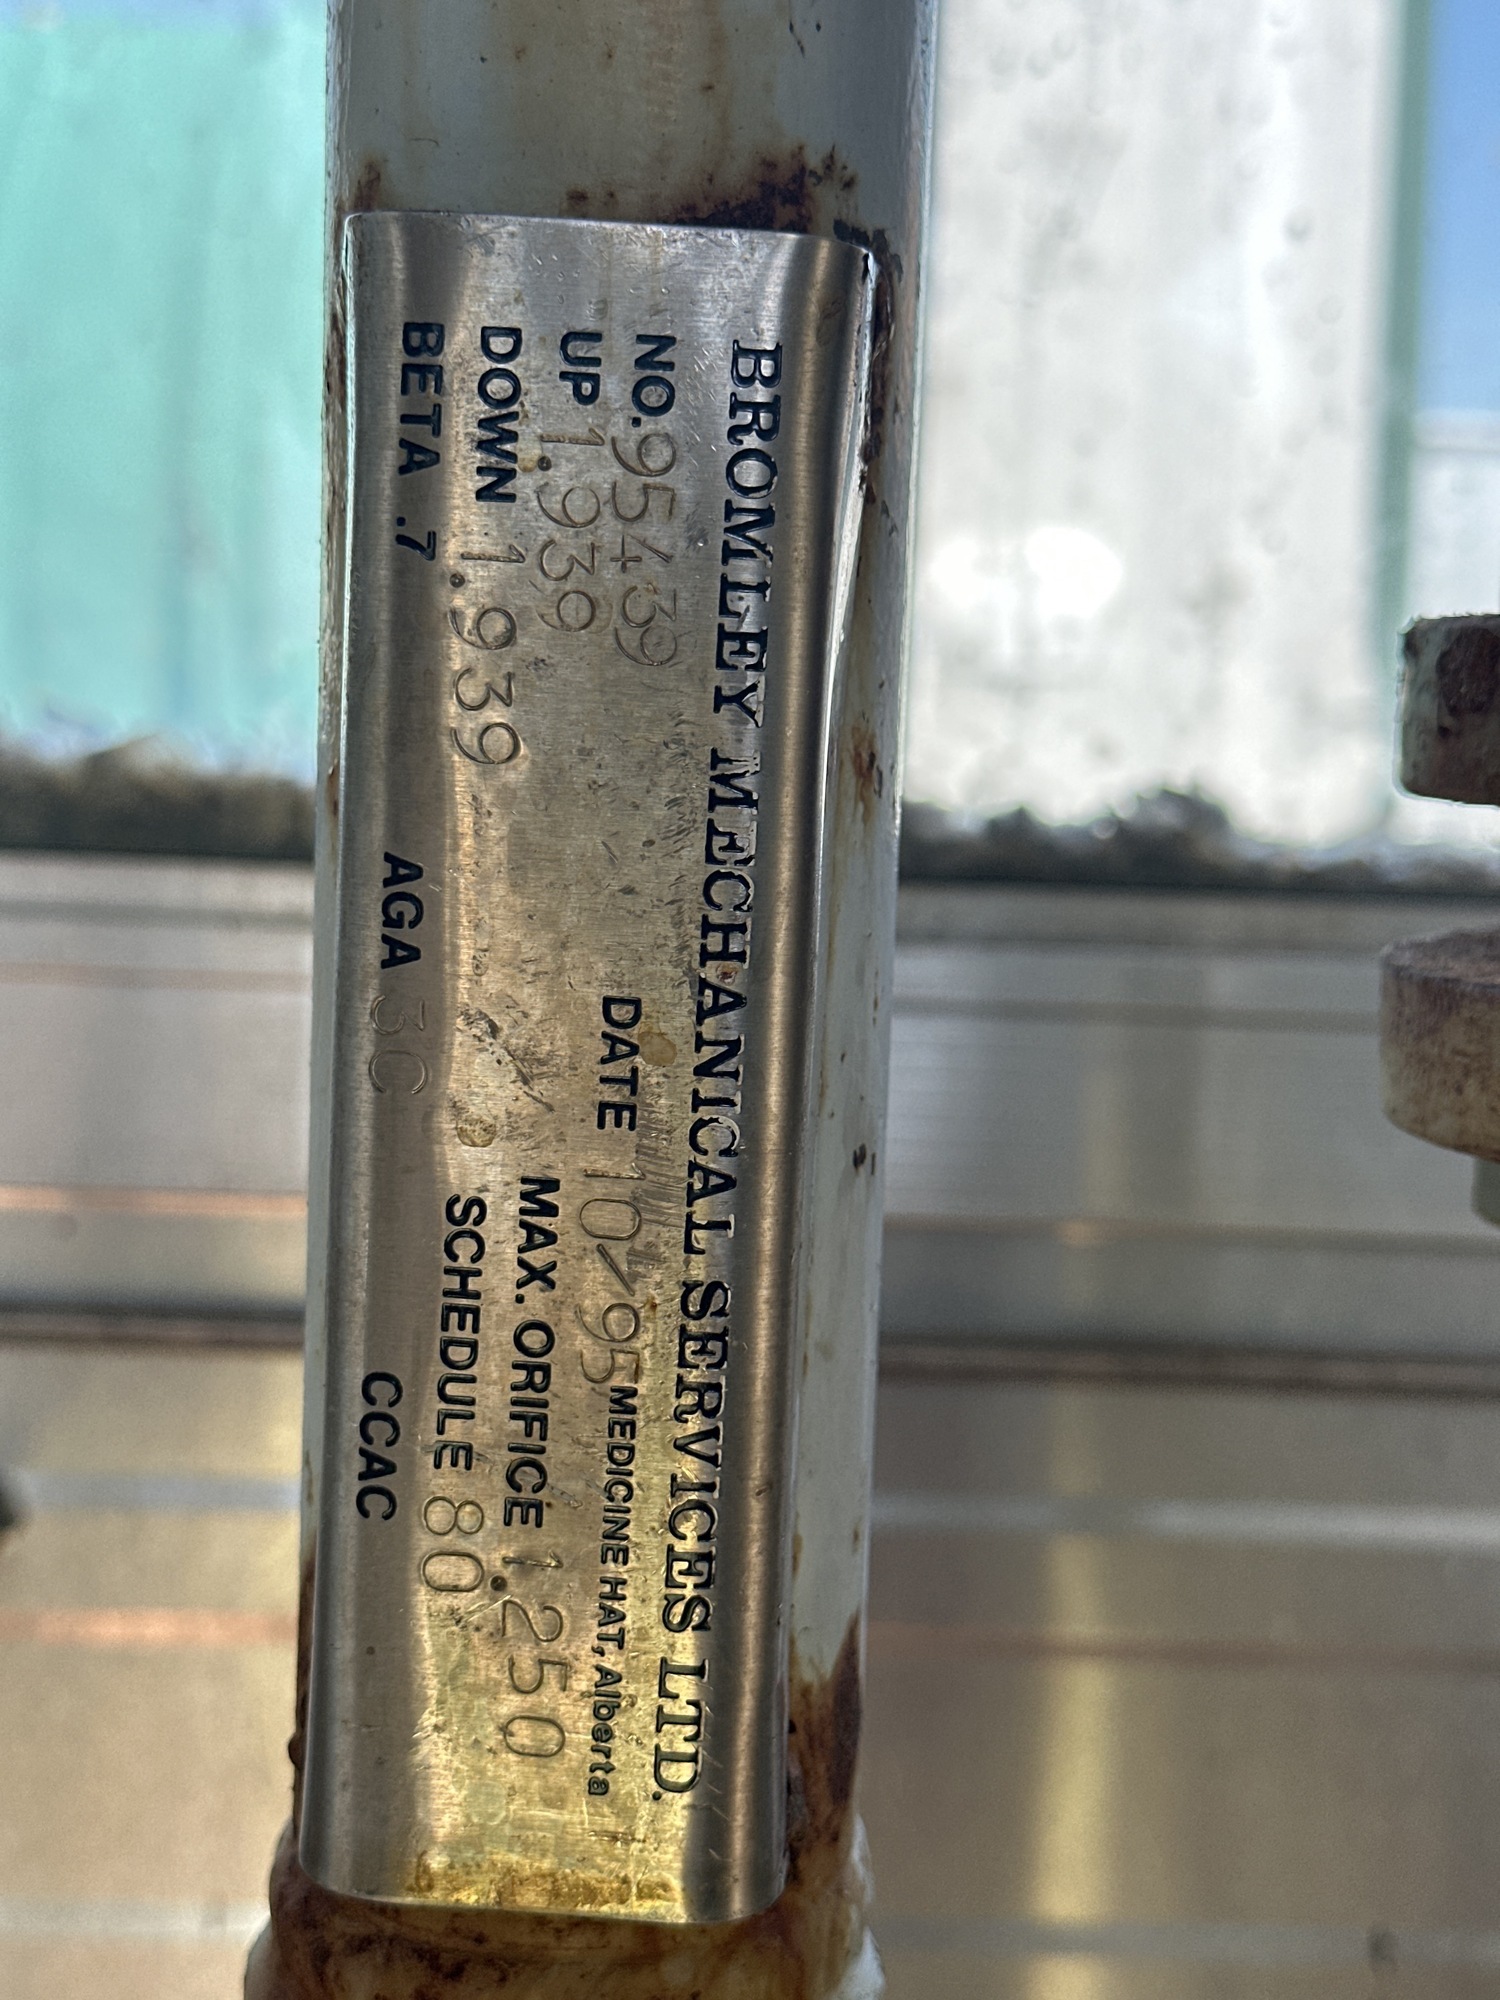 BROMLEY MECHANICAL SERVICES LTD.
NO. 95439
MEDICINE HAT, Alberta
UP 1.939
DATE 10/95
DOWN 1.939
MAX. ORIFICE 1.250
SCHEDULE 80
BETA .7
AGA 3C
CCAC